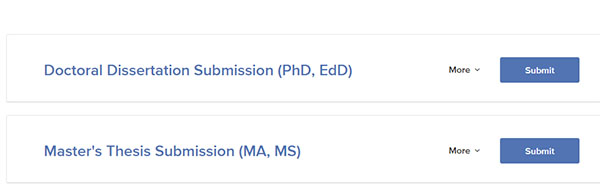 Doctoral Dissertation Submission (PhD, EdD) More Submit
Master's Thesis Submission (MA, MS) More Submit